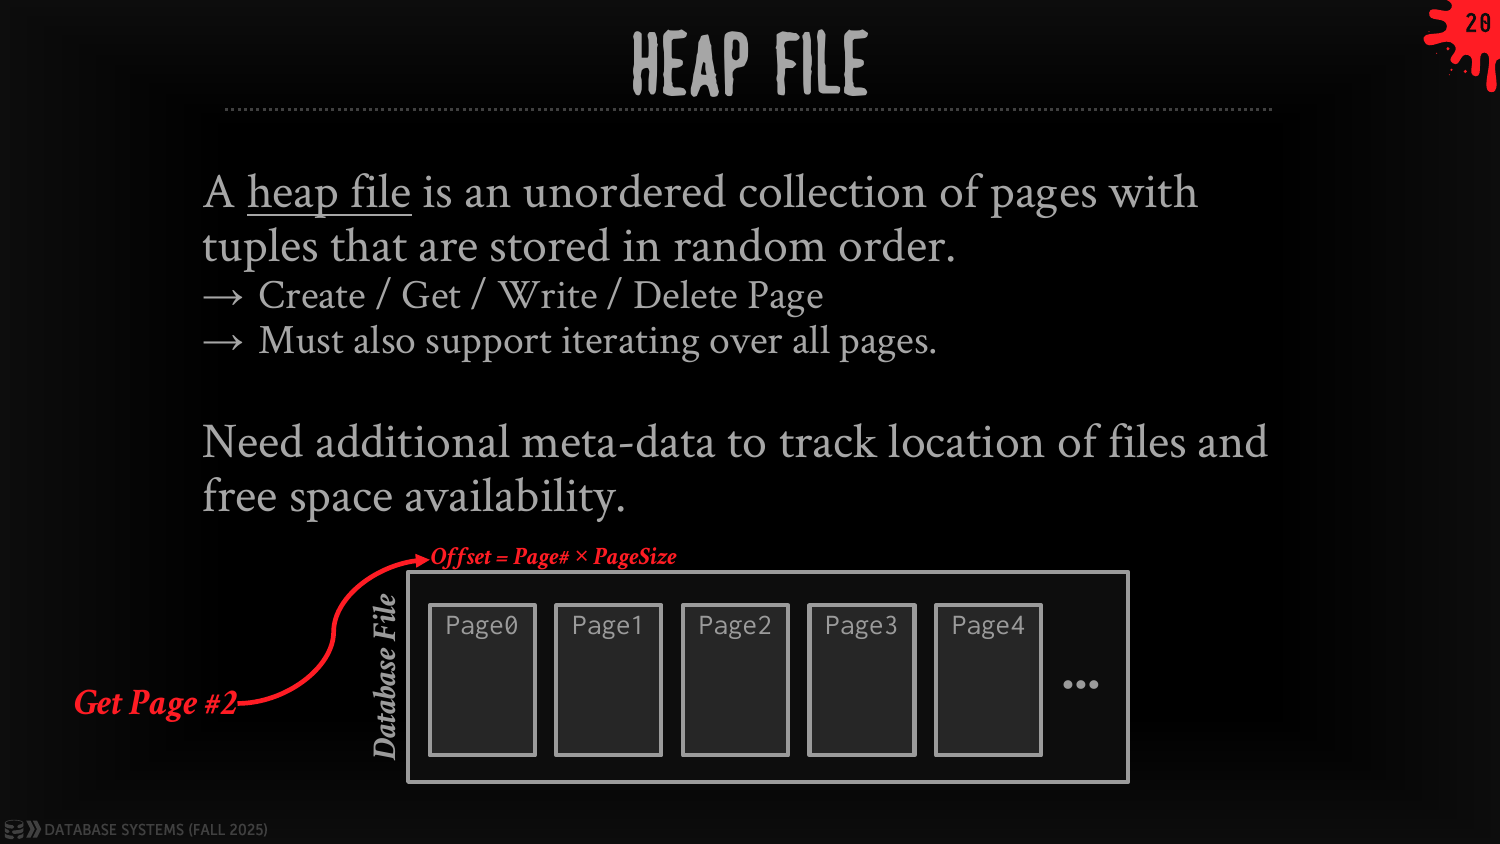 20
HEAP FILE
A heap file is an unordered collection of pages with
tuples that are stored in random order.
→ Create / Get / Write / Delete Page
→ Must also support iterating over all pages.
Need additional meta-data to track location of files and
free space availability.
Offset = Page# × PageSize
Database File
Page0 Page1 Page2 Page3 Page4
•••
Get Page #2
DATABASE SYSTEMS (FALL 2025)